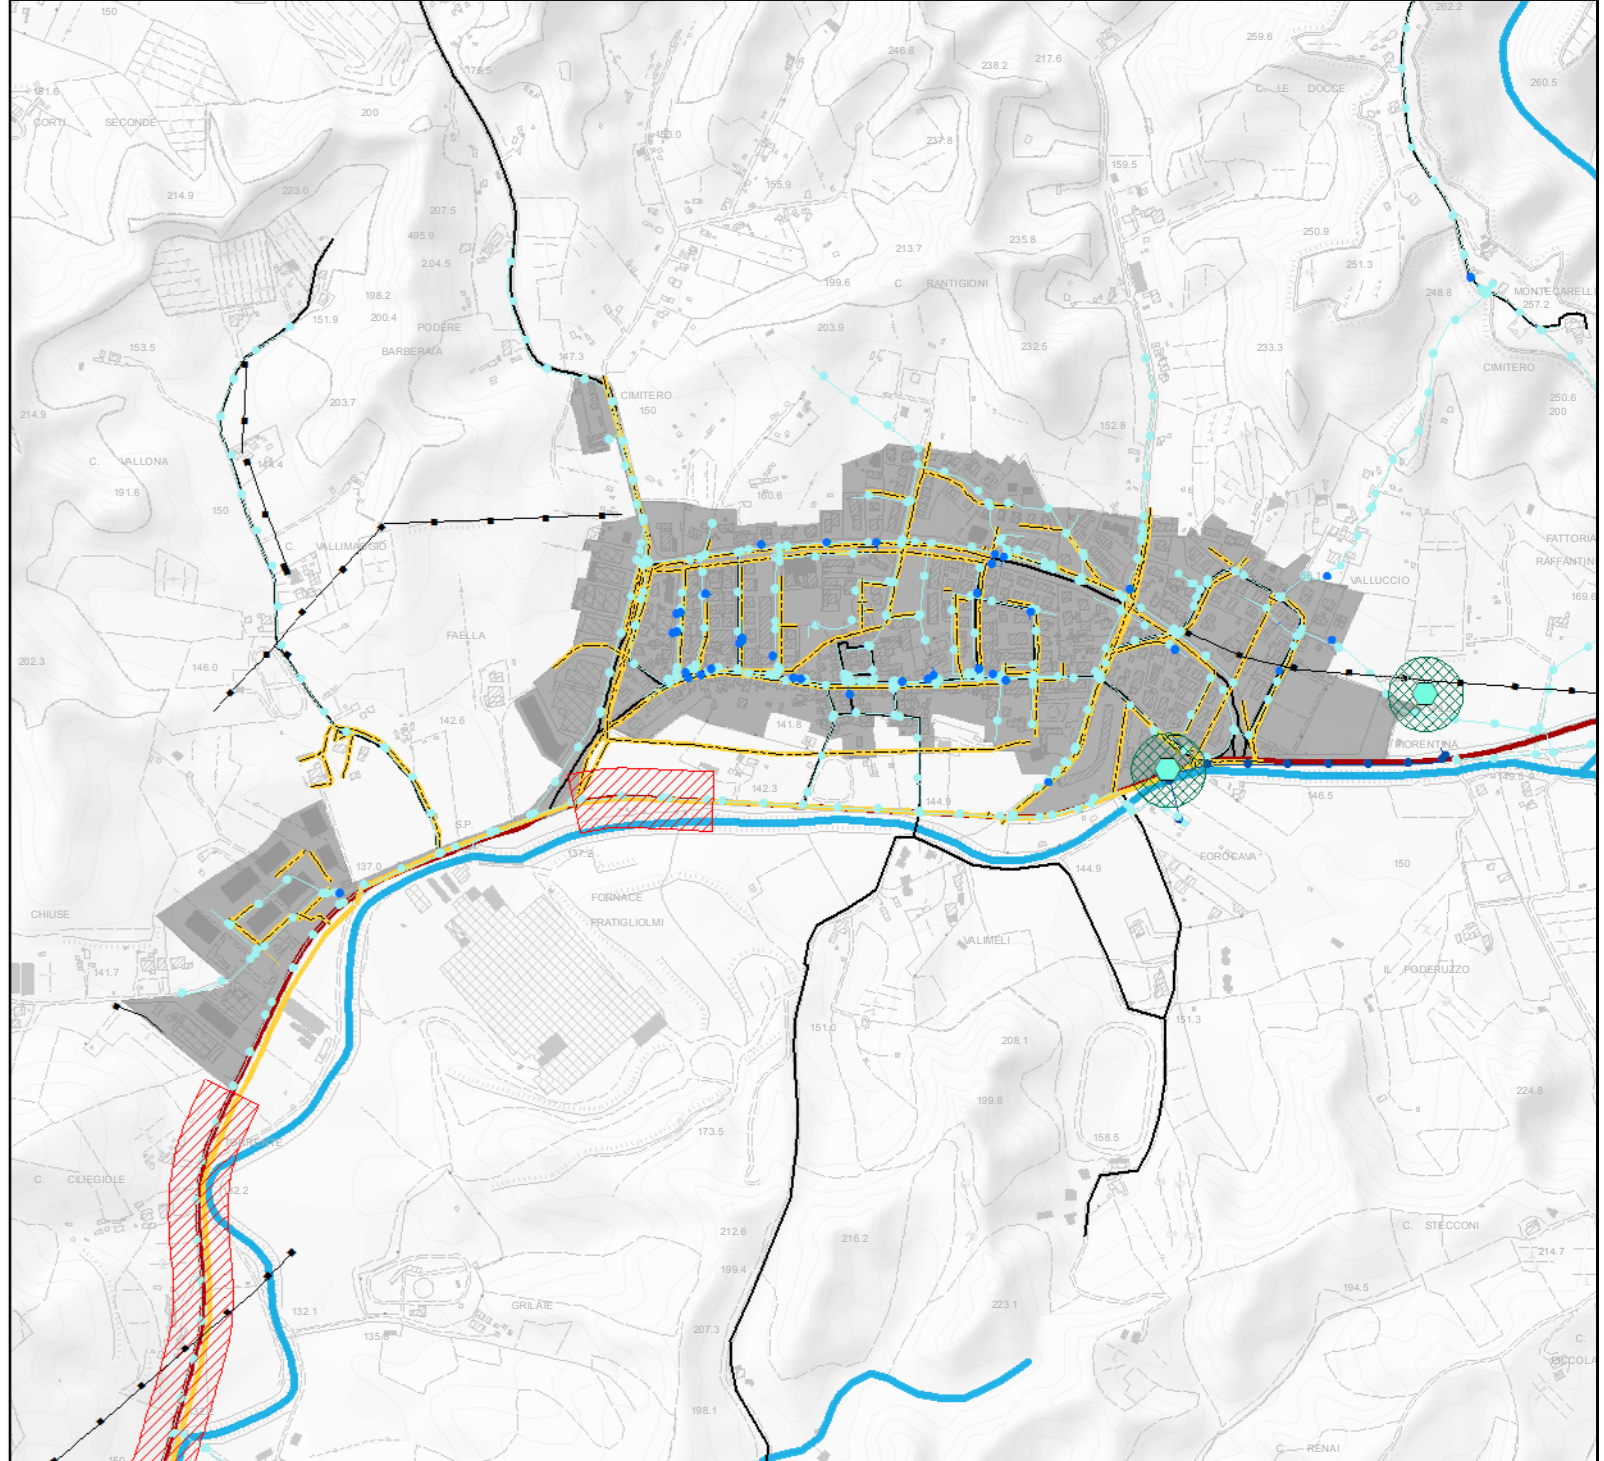 150
262.2
176.5
246.8
238.2
217.6
259.6
260.5
C. LE DOCCE
CORTI SECONDE
200
153.0
237.8
159.5
214.9
223.0
155.9
207.5
495.9
213.7
235.8
250.9
204.5
251.3
199.6
C. RANTIGIONI
198.2
248.8
MONTECARELLI
257.2
200.4
151.9
PODERE
203.9
153.5
BARBERAIA
147.3
232.5
233.3
CIMITERO
CIMITERO
203.7
150
250.6
214.9
200
152.8
C. VALLONA
144.4
191.6
160.6
150
VALLIMAGGIO
FATTORIA
RAFFANTIN
VALLUCCIO
169.6
FAELLA
202.3
146.0
142.6
141.8
FIORENTINA
149.5
142.3
144.9
146.5
S.P.
137.0
137.2
FOROCAVA
150
144.9
FORNACE
CHIUSE
PRATIGLIOLMI
VALIMELI
141.7
IL PODERUZZO
151.0
151.3
208.1
199.8
224.8
173.5
TORRENTE
158.5
C. CILIEGIOLE
132.2
212.6
216.2
C. STECCONI
214.7
199.4
194.5
132.1
GRILAIE
223.1
207.3
135.8
C.
PICCOLA
198.1
C. RENAI
150